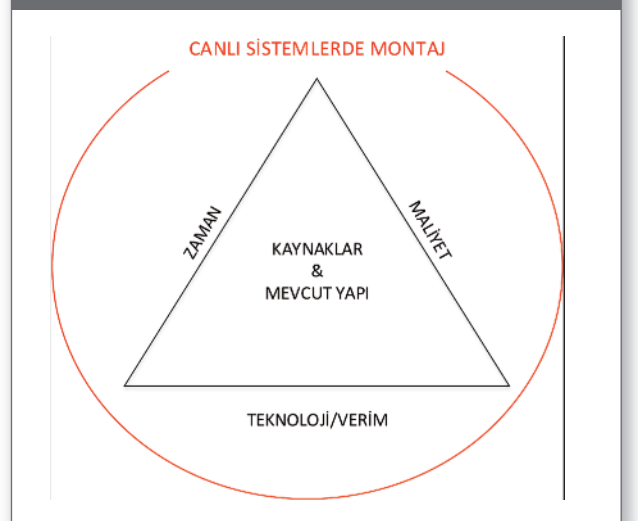 CANLI SİSTEMLERDE MONTAJ
ZAMAN
MALİYET
KAYNAKLAR
&
MEVCUT YAPI
TEKNOLOJİ/VERİM